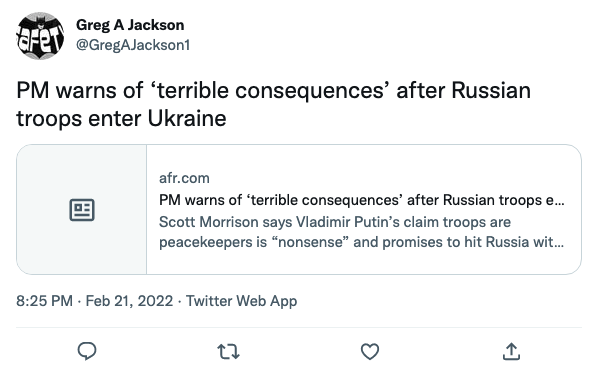 Greg A Jackson
@GregAJackson1
PM warns of ‘terrible consequences’ after Russian
troops enter Ukraine
afr.com
PM warns of ‘terrible consequences’ after Russian troops e...
Scott Morrison says Vladimir Putin’s claim troops are
peacekeepers is “nonsense” and promises to hit Russia wit...
8:25 PM · Feb 21, 2022 · Twitter Web App